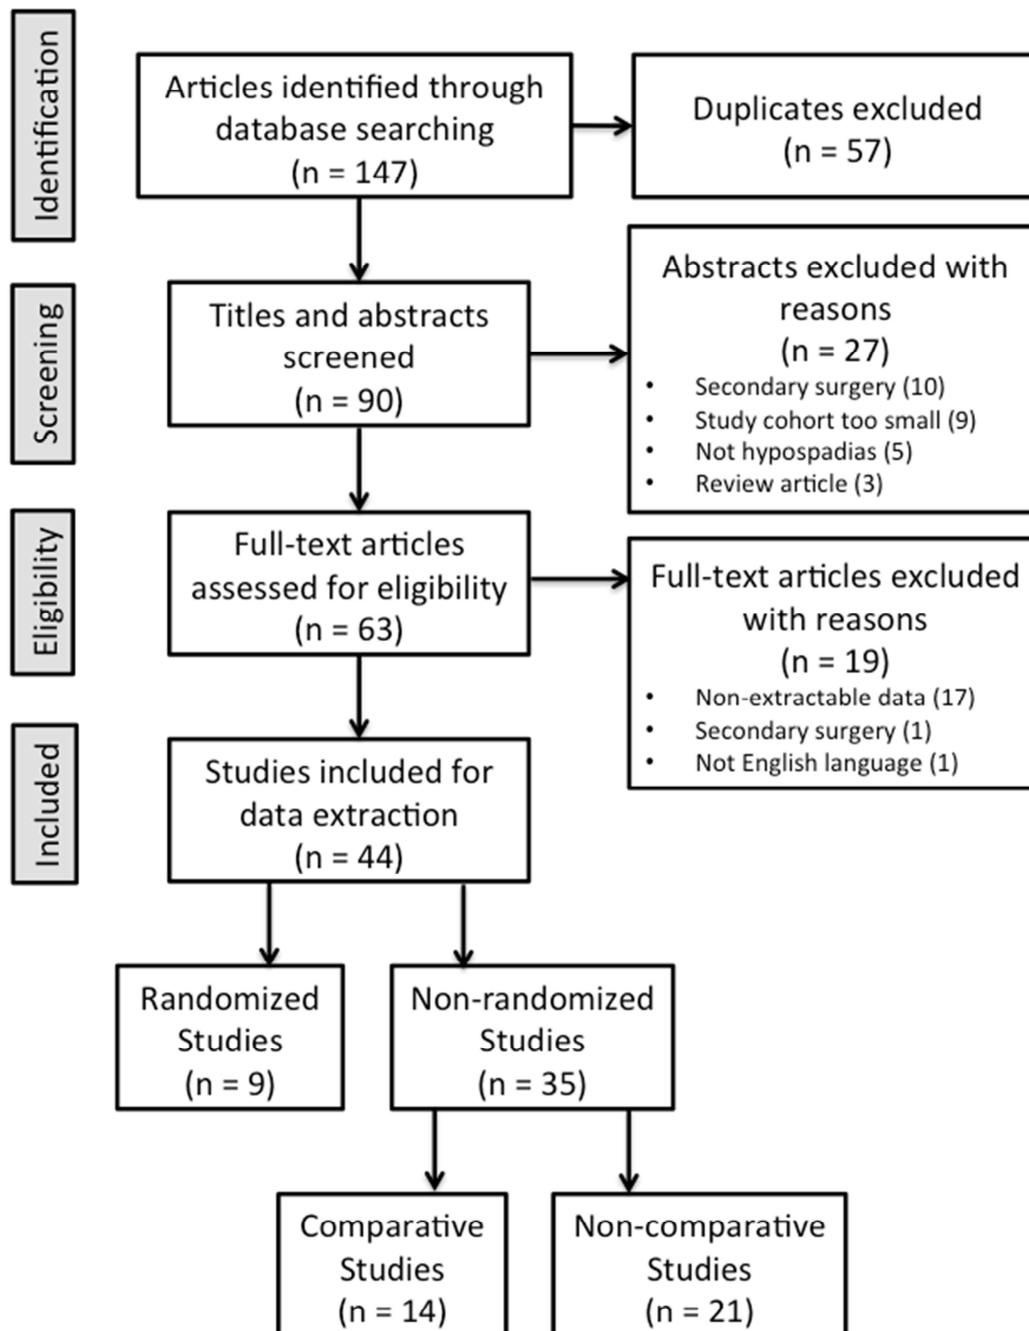 Identification
Articles identified through
database searching
(n = 147)
Duplicates excluded
(n = 57)
Screening
Titles and abstracts
screened
(n = 90)
Abstracts excluded with
reasons
(n = 27)
• Secondary surgery (10)
• Study cohort too small (9)
• Not hypospadias (5)
• Review article (3)
Eligibility
Full-text articles
assessed for eligibility
(n = 63)
Full-text articles excluded
with reasons
(n = 19)
• Non-extractable data (17)
• Secondary surgery (1)
• Not English language (1)
Included
Studies included for
data extraction
(n = 44)
Randomized
Studies
(n = 9)
Non-randomized
Studies
(n = 35)
Comparative
Studies
(n = 14)
Non-comparative
Studies
(n = 21)